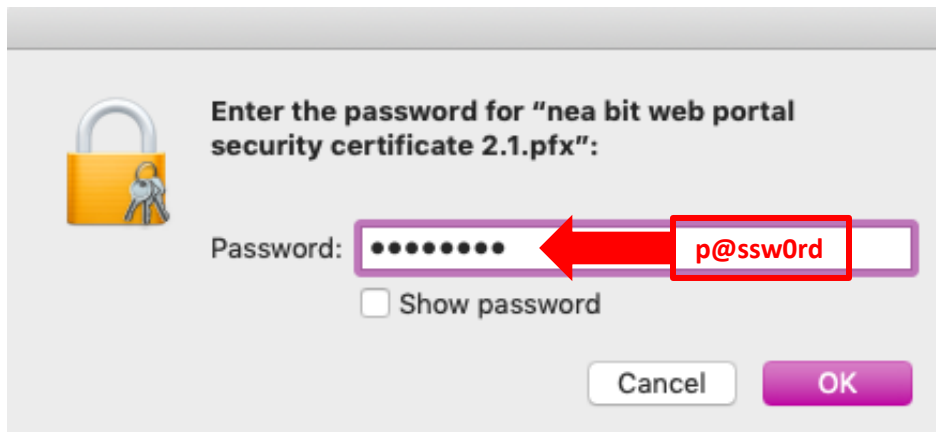 Enter the password for “nea bit web portal
security certificate 2.1.pfx”:
Password: •••••••• p@ssw0rd
Show password
Cancel OK